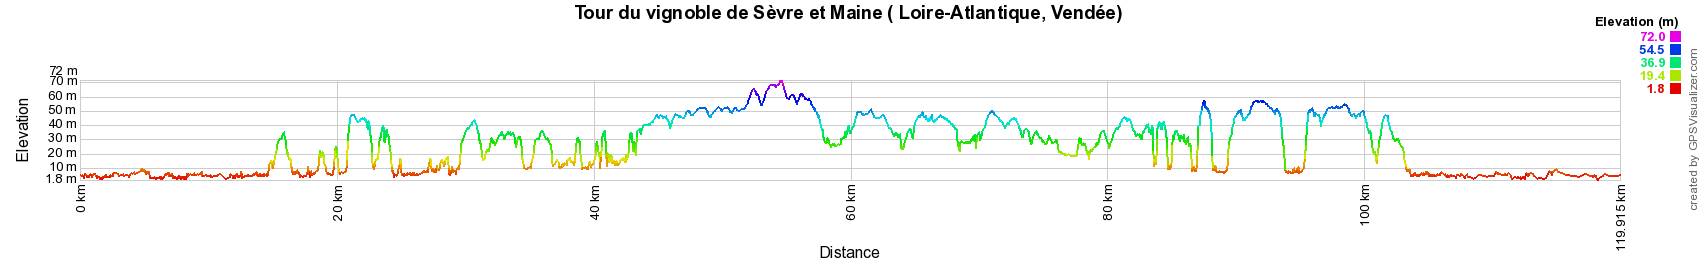 Tour du vignoble de Sèvre et Maine ( Loire-Atlantique, Vendée)
Elevation (m)
72.0
54.5
36.9
19.4
1.8
72 m
70 m
60 m
50 m
40 m
30 m
20 m
10 m
1.8 m
Elevation
0 km
20 km
40 km
60 km
80 km
100 km
119.915 km
Distance
created by GPSVisualizer.com